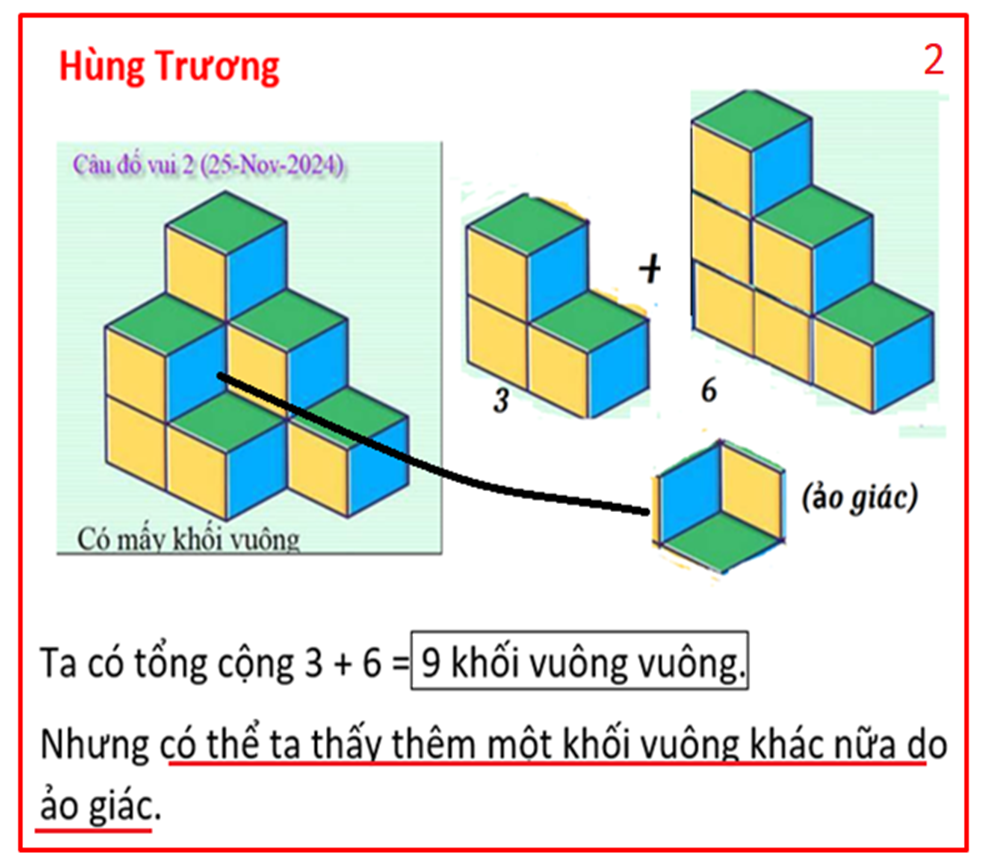 Hùng Trương
2
Câu đố vui 2 (25-Nov-2024)
+
3
6
(ảo giác)
Có mấy khối vuông
Ta có tổng cộng 3 + 6 = 9 khối vuông vuông.
Nhưng có thể ta thấy thêm một khối vuông khác nữa do
ảo giác.